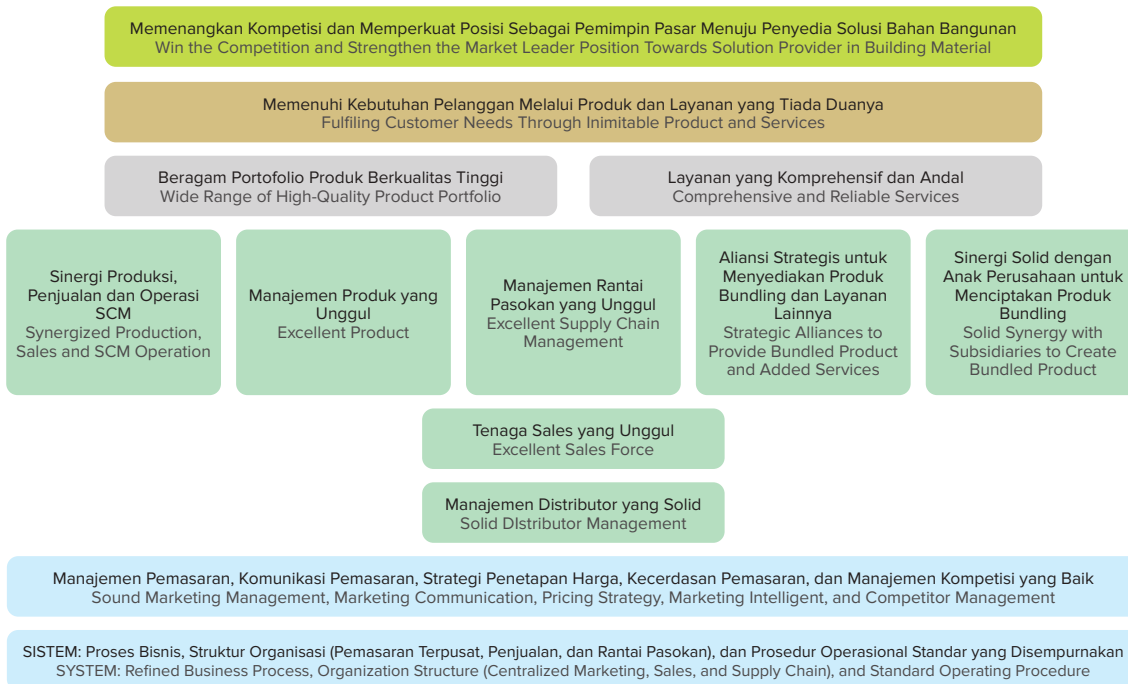 Memenangkan Kompetisi dan Memperkuat Posisi Sebagai Pemimpin Pasar Menuju Penyedia Solusi Bahan Bangunan
Win the Competition and Strengthen the Market Leader Position Towards Solution Provider in Building Material
Memenuhi Kebutuhan Pelanggan Melalui Produk dan Layanan yang Tiada Duanya
Fulfiling Customer Needs Through Inimitable Product and Services
Beragam Portofolio Produk Berkualitas Tinggi
Wide Range of High-Quality Product Portfolio
Layanan yang Komprehensif dan Andal
Comprehensive and Reliable Services
Sinergi Produksi,
Penjualan dan Operasi
SCM
Synergized Production,
Sales and SCM Operation
Manajemen Produk yang
Unggul
Excellent Product
Manajemen Rantai
Pasokan yang Unggul
Excellent Supply Chain
Management
Aliansi Strategis untuk
Menyediakan Produk
Bundling dan Layanan
Lainnya
Strategic Alliances to
Provide Bundled Product
and Added Services
Sinergi Solid dengan
Anak Perusahaan untuk
Menciptakan Produk
Bundling
Solid Synergy with
Subsidiaries to Create
Bundled Product
Tenaga Sales yang Unggul
Excellent Sales Force
Manajemen Distributor yang Solid
Solid DIstributor Management
Manajemen Pemasaran, Komunikasi Pemasaran, Strategi Penetapan Harga, Kecerdasan Pemasaran, dan Manajemen Kompetisi yang Baik
Sound Marketing Management, Marketing Communication, Pricing Strategy, Marketing Intelligent, and Competitor Management
SISTEM: Proses Bisnis, Struktur Organisasi (Pemasaran Terpusat, Penjualan, dan Rantai Pasokan), dan Prosedur Operasional Standar yang Disempurnakan
SYSTEM: Refined Business Process, Organization Structure (Centralized Marketing, Sales, and Supply Chain), and Standard Operating Procedure